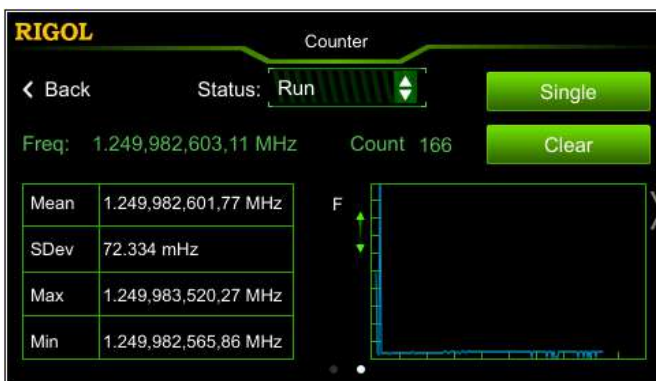 RIGOL
Counter
Back Status: Run Single
Freq: 1.249,982,603,11 MHz Count 166 Clear
Mean 1.249,982,601,77 MHz F
SDev 72.334 mHz
Max 1.249,983,520,27 MHz
Min 1.249,982,565,86 MHz